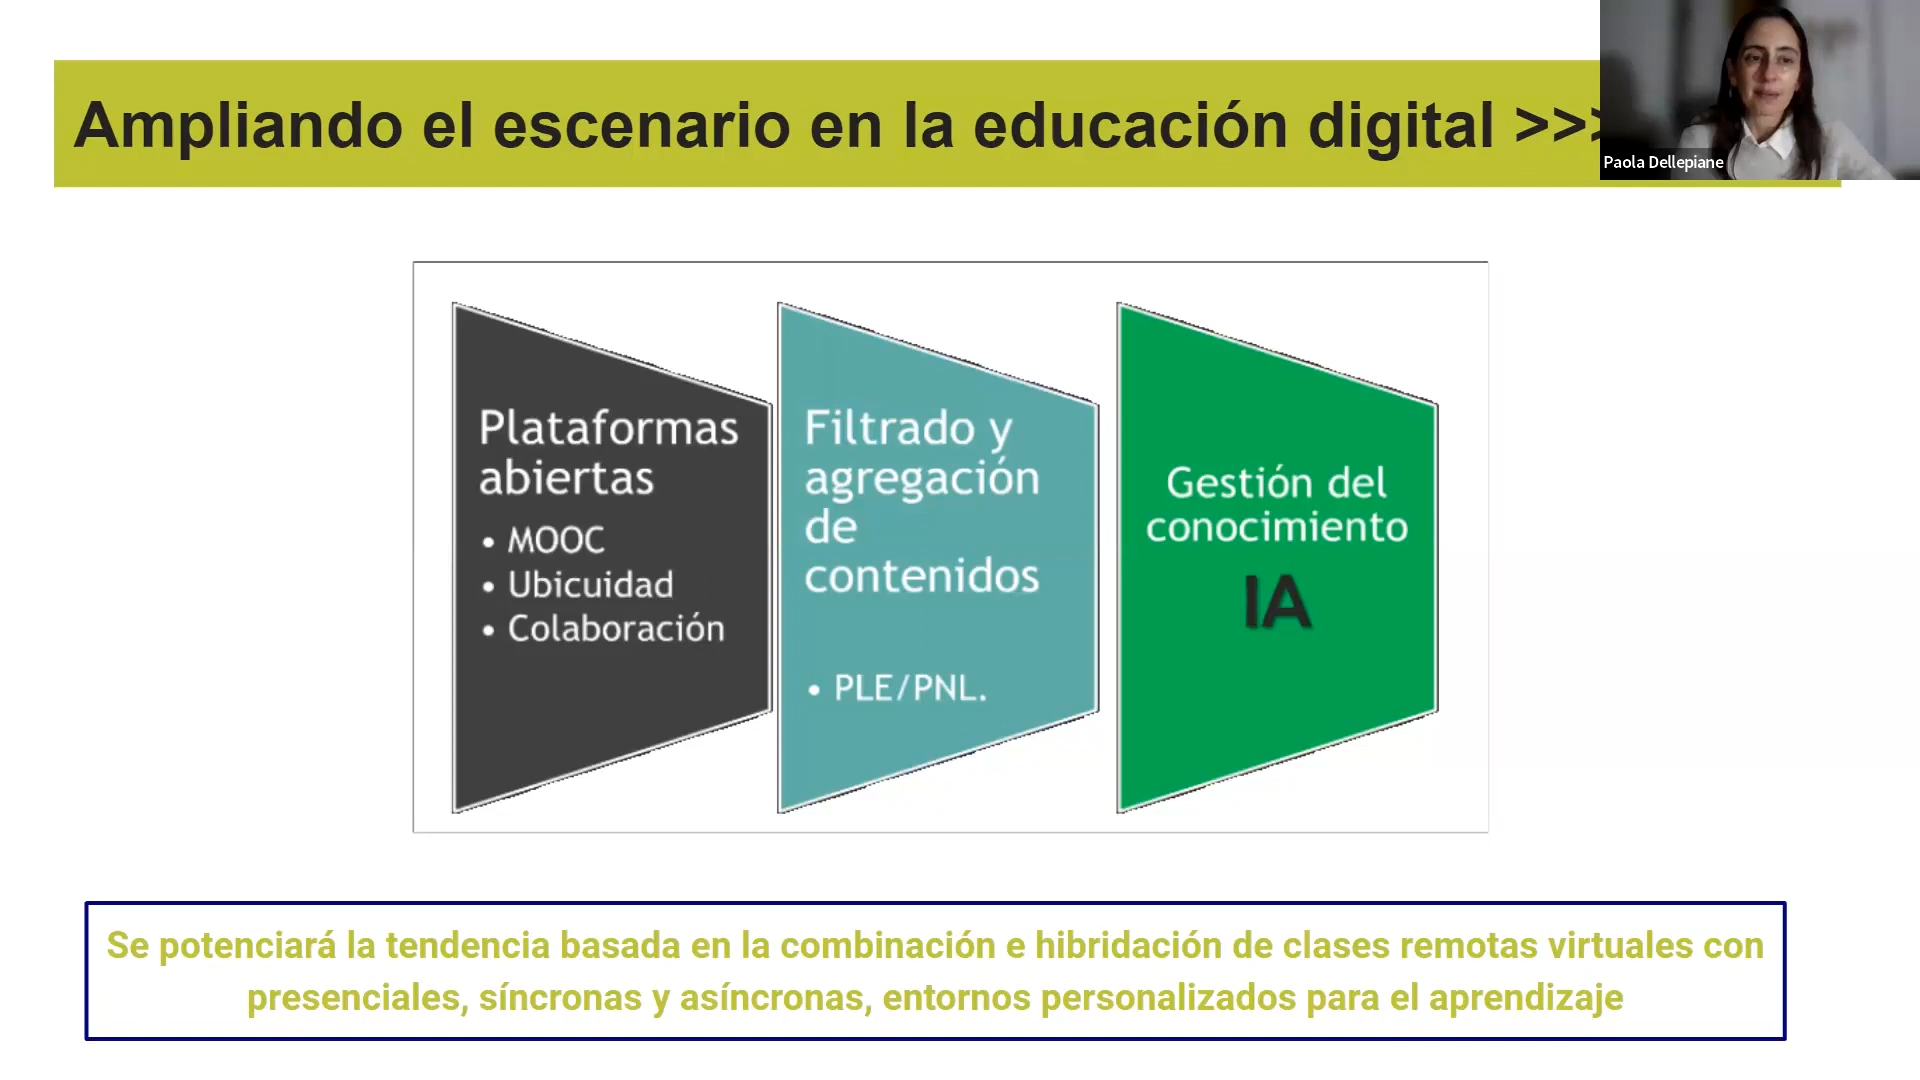 Ampliando el escenario en la educación digital >>>
Paola Dellepiane
Plataformas
abiertas
• MOOC
• Ubicuidad
• Colaboración
Filtrado y
agregación
de
contenidos
• PLE/PNL.
Gestión del
conocimiento
IA
Se potenciará la tendencia basada en la combinación e hibridación de clases remotas virtuales con
presenciales, síncronas y asíncronas, entornos personalizados para el aprendizaje